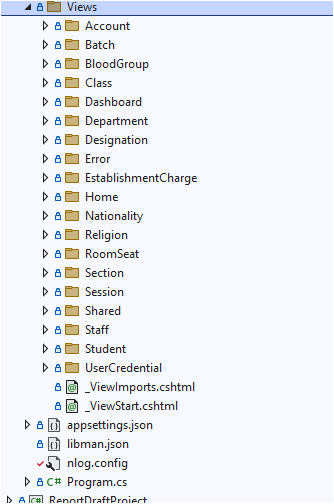 Views
Account
Batch
BloodGroup
Class
Dashboard
Department
Designation
Error
EstablishmentCharge
Home
Nationality
Religion
RoomSeat
Section
Session
Shared
Staff
Student
UserCredential
_ViewImports.cshtml
_ViewStart.cshtml
appsettings.json
libman.json
nlog.config
C# Program.cs
ReportDraftProject